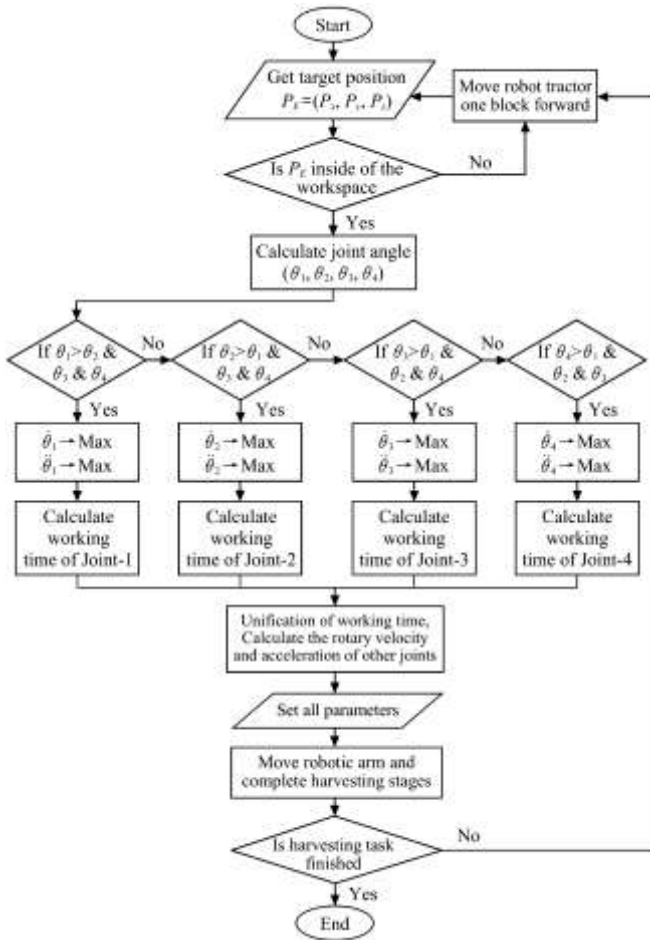 Start
Get target position
Move robot tractor
one block forward
Is P_E inside of the
workspace
No
Yes
Calculate joint angle
(θ₁, θ₂, θ₃, θ₄)
If θ₁>θ₂ &
θ₃ & θ₄
No
If θ₂>θ₁ &
θ₃ & θ₄
No
If θ₃>θ₁ &
θ₂ & θ₄
No
If θ₄>θ₁ &
θ₂ & θ₃
Yes
Yes
Yes
Yes
θ̇₁→Max
θ̈₁→Max
θ̇₂→Max
θ̈₂→Max
θ̇₃→Max
θ̈₃→Max
θ̇₄→Max
θ̈₄→Max
Calculate
working
time of Joint-1
Calculate
working
time of Joint-2
Calculate
working
time of Joint-3
Calculate
working
time of Joint-4
Unification of working time,
Calculate the rotary velocity
and acceleration of other joints
Set all parameters
Move robotic arm and
complete harvesting stages
Is harvesting task
finished
No
Yes
End